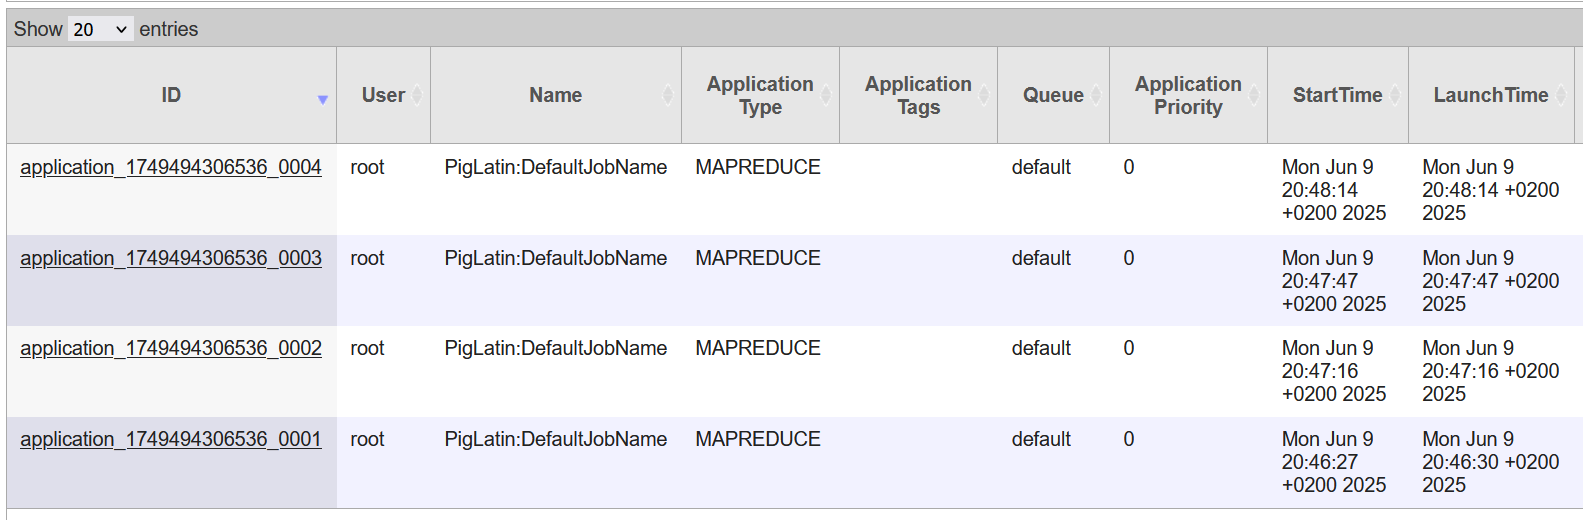 Show 20 entries
ID User Name Application Type Application Tags Queue Application Priority StartTime LaunchTime
application_1749494306536_0004 root PigLatin:DefaultJobName MAPREDUCE default 0 Mon Jun 9 20:48:14 +0200 2025 Mon Jun 9 20:48:14 +0200 2025
application_1749494306536_0003 root PigLatin:DefaultJobName MAPREDUCE default 0 Mon Jun 9 20:47:47 +0200 2025 Mon Jun 9 20:47:47 +0200 2025
application_1749494306536_0002 root PigLatin:DefaultJobName MAPREDUCE default 0 Mon Jun 9 20:47:16 +0200 2025 Mon Jun 9 20:47:16 +0200 2025
application_1749494306536_0001 root PigLatin:DefaultJobName MAPREDUCE default 0 Mon Jun 9 20:46:27 +0200 2025 Mon Jun 9 20:46:30 +0200 2025